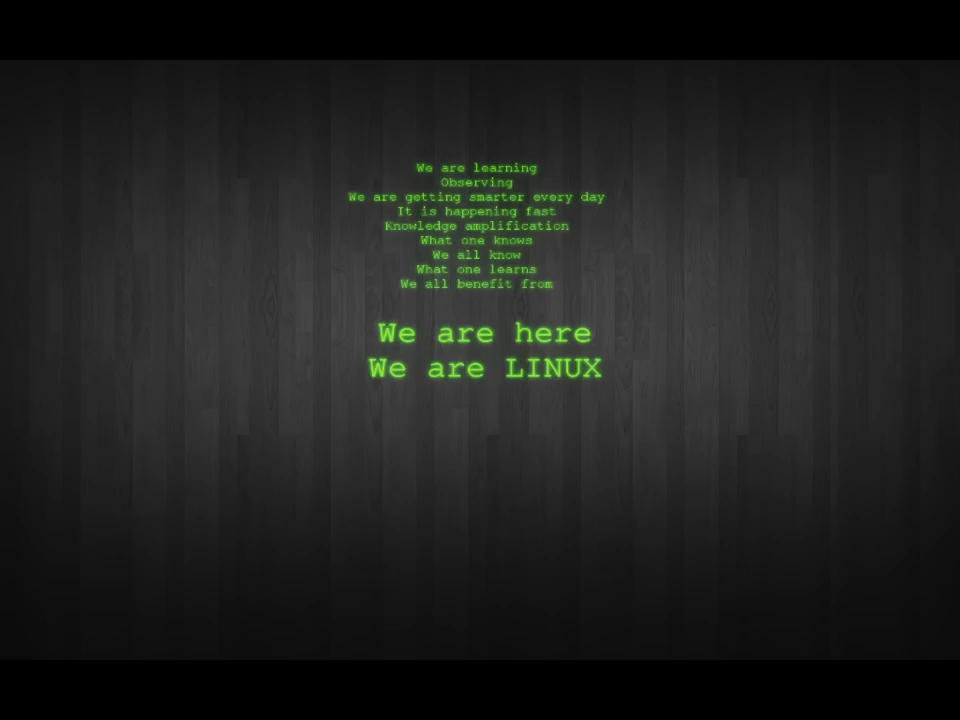 We are learning
Observing
We are getting smarter every day
It is happening fast
Knowledge amplification
What one knows
We all know
What one learns
We all benefit from
We are here
We are LINUX